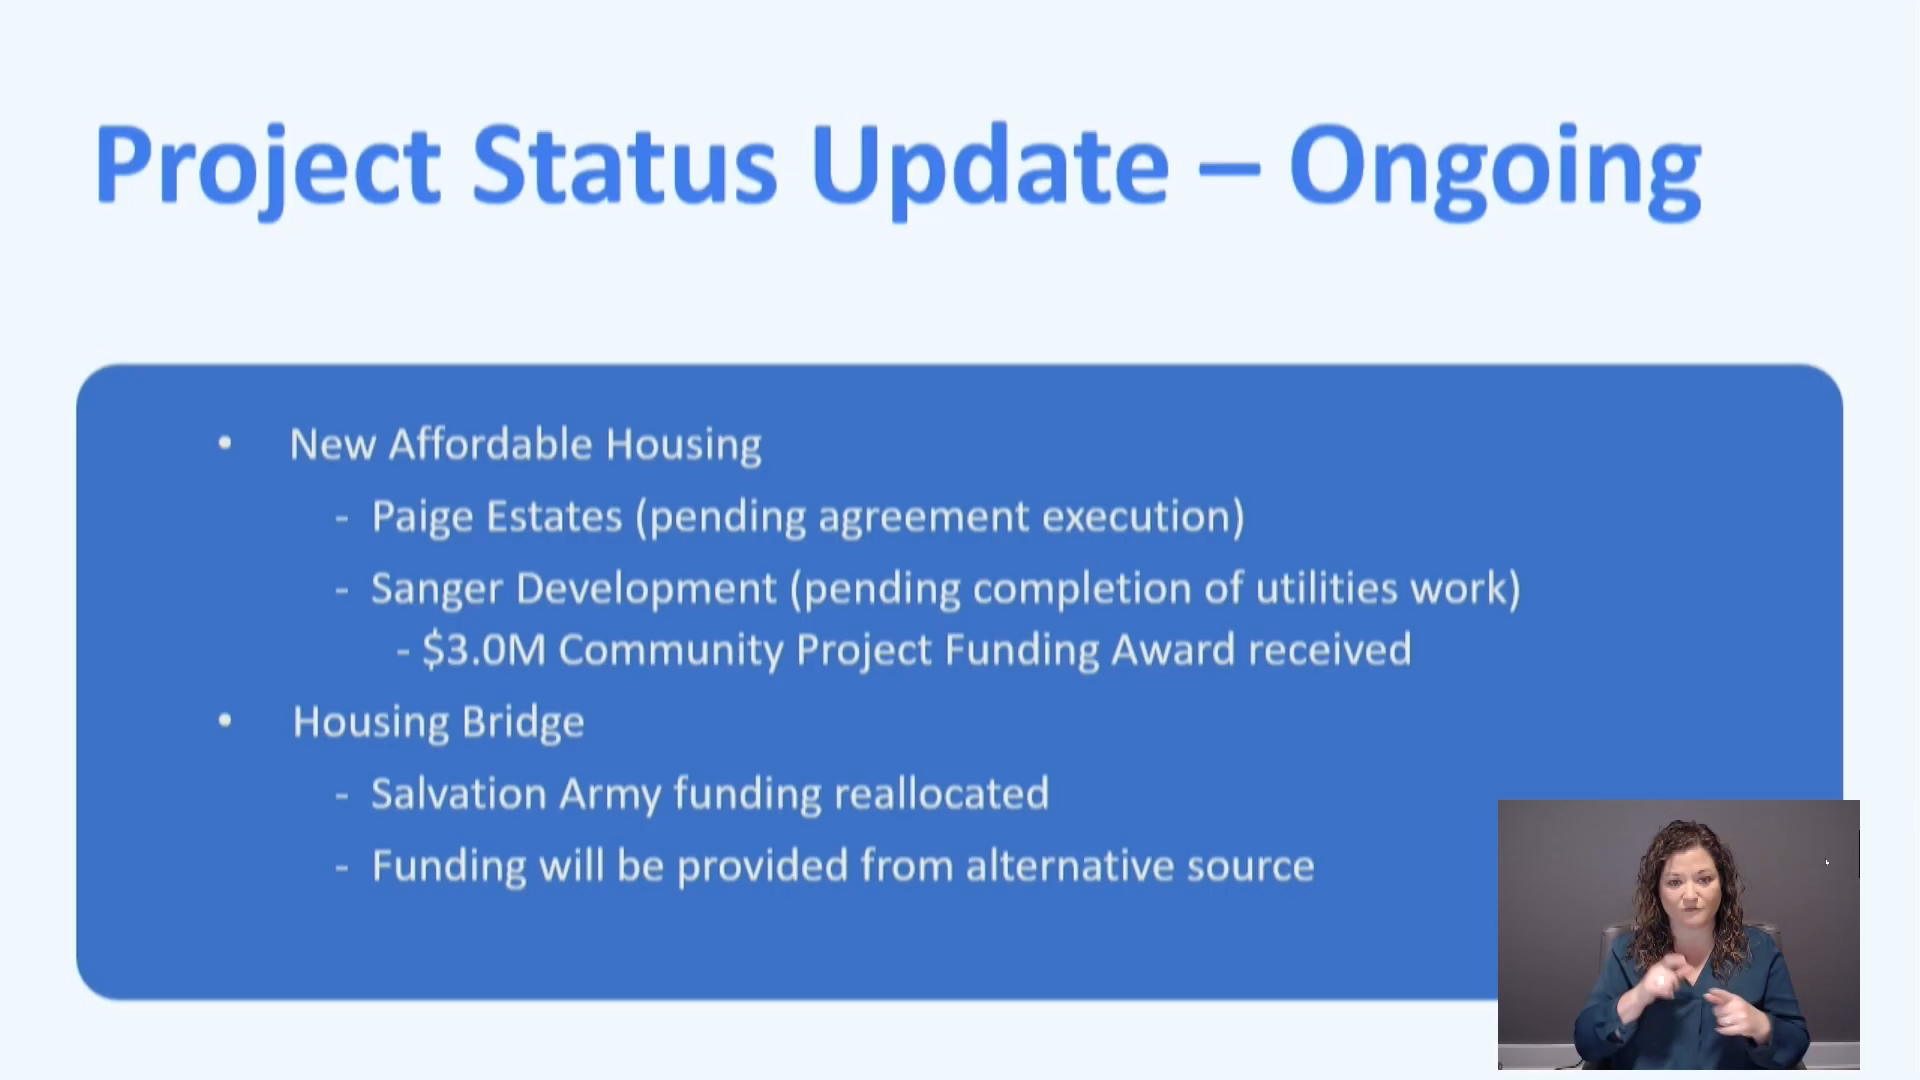 Project Status Update – Ongoing
• New Affordable Housing
- Paige Estates (pending agreement execution)
- Sanger Development (pending completion of utilities work)
- $3.0M Community Project Funding Award received
• Housing Bridge
- Salvation Army funding reallocated
- Funding will be provided from alternative source